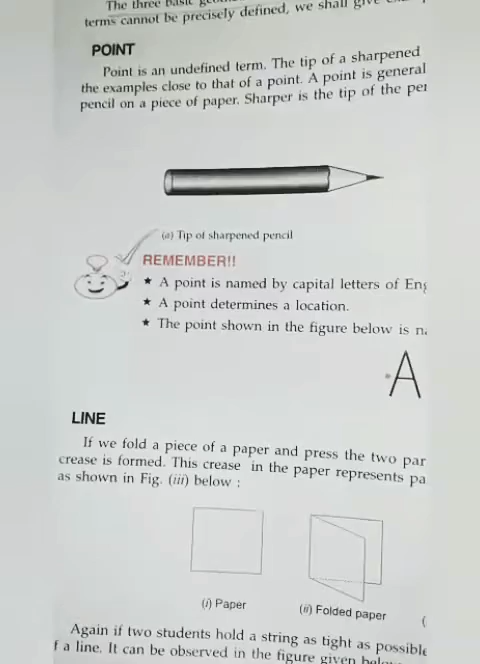 The three basic
terms cannot be precisely defined, we shall give
POINT
Point is an undefined term. The tip of a sharpened
the examples close to that of a point. A point is general
pencil on a piece of paper. Sharper is the tip of the
(a) Tip of sharpened pencil
REMEMBER!!
★ A point is named by capital letters of
★ A point determines a location.
★ The point shown in the figure below is
A
LINE
If we fold a piece of a paper and press the two par
crease is formed. This crease in the paper represents pa
as shown in Fig. (iii) below :
(i) Paper
(ii) Folded paper
(
Again if two students hold a string as tight as possible
f a line. It can be observed in the figure given